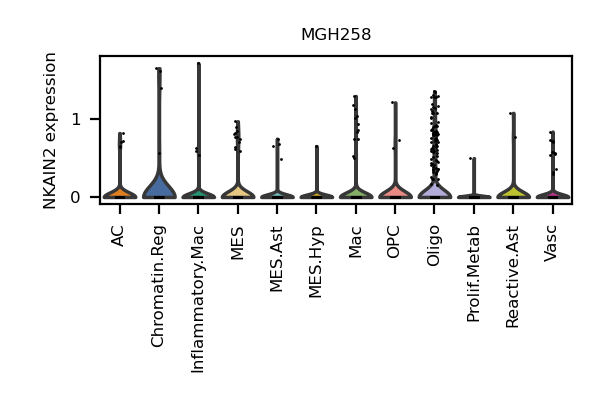 MGH258
NKAIN2 expression
1
0
AC
Chromatin.Reg
Inflammatory.Mac
MES
MES.Ast
MES.Hyp
Mac
OPC
Oligo
Prolif.Metab
Reactive.Ast
Vasc